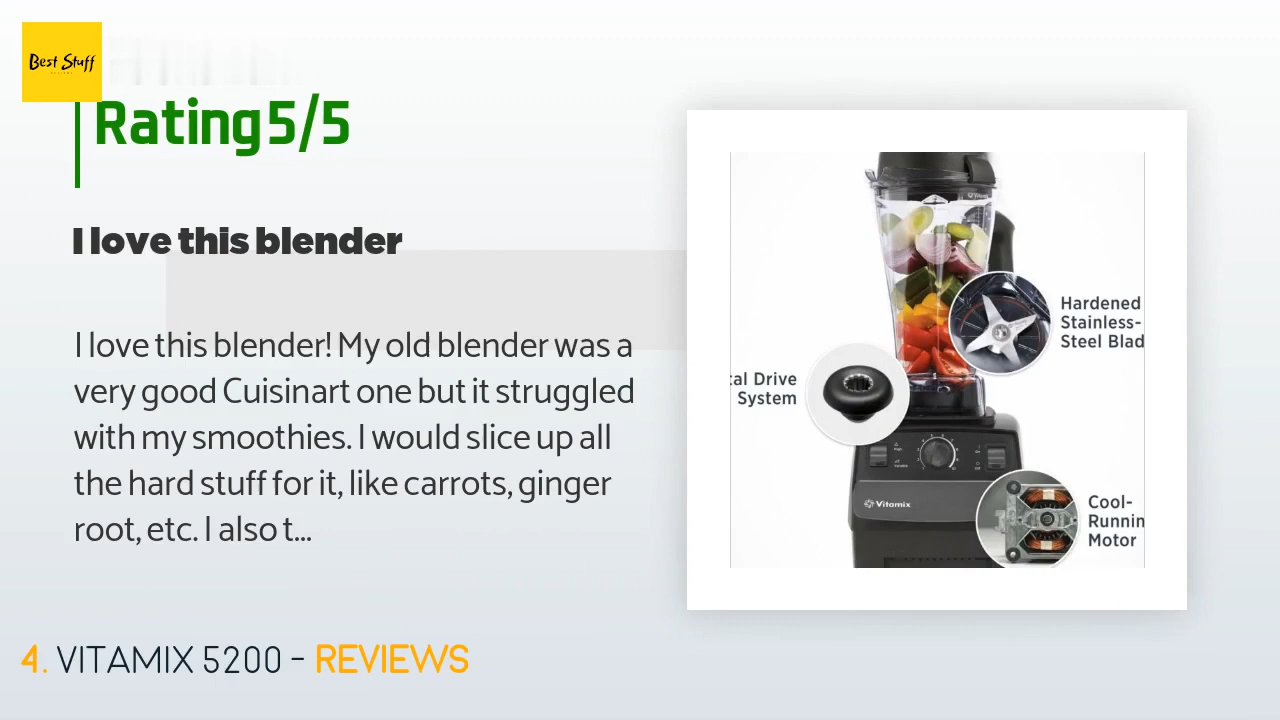 Best Stuff
Rating 5/5
I love this blender
I love this blender! My old blender was a
very good Cuisinart one but it struggled
with my smoothies. I would slice up all
the hard stuff for it, like carrots, ginger
root, etc. I also t...
Hardened
Stainless-
Steel Blad
cal Drive
System
Vitamix
Cool-
Runnin
Motor
4. VITAMIX 5200 - REVIEWS